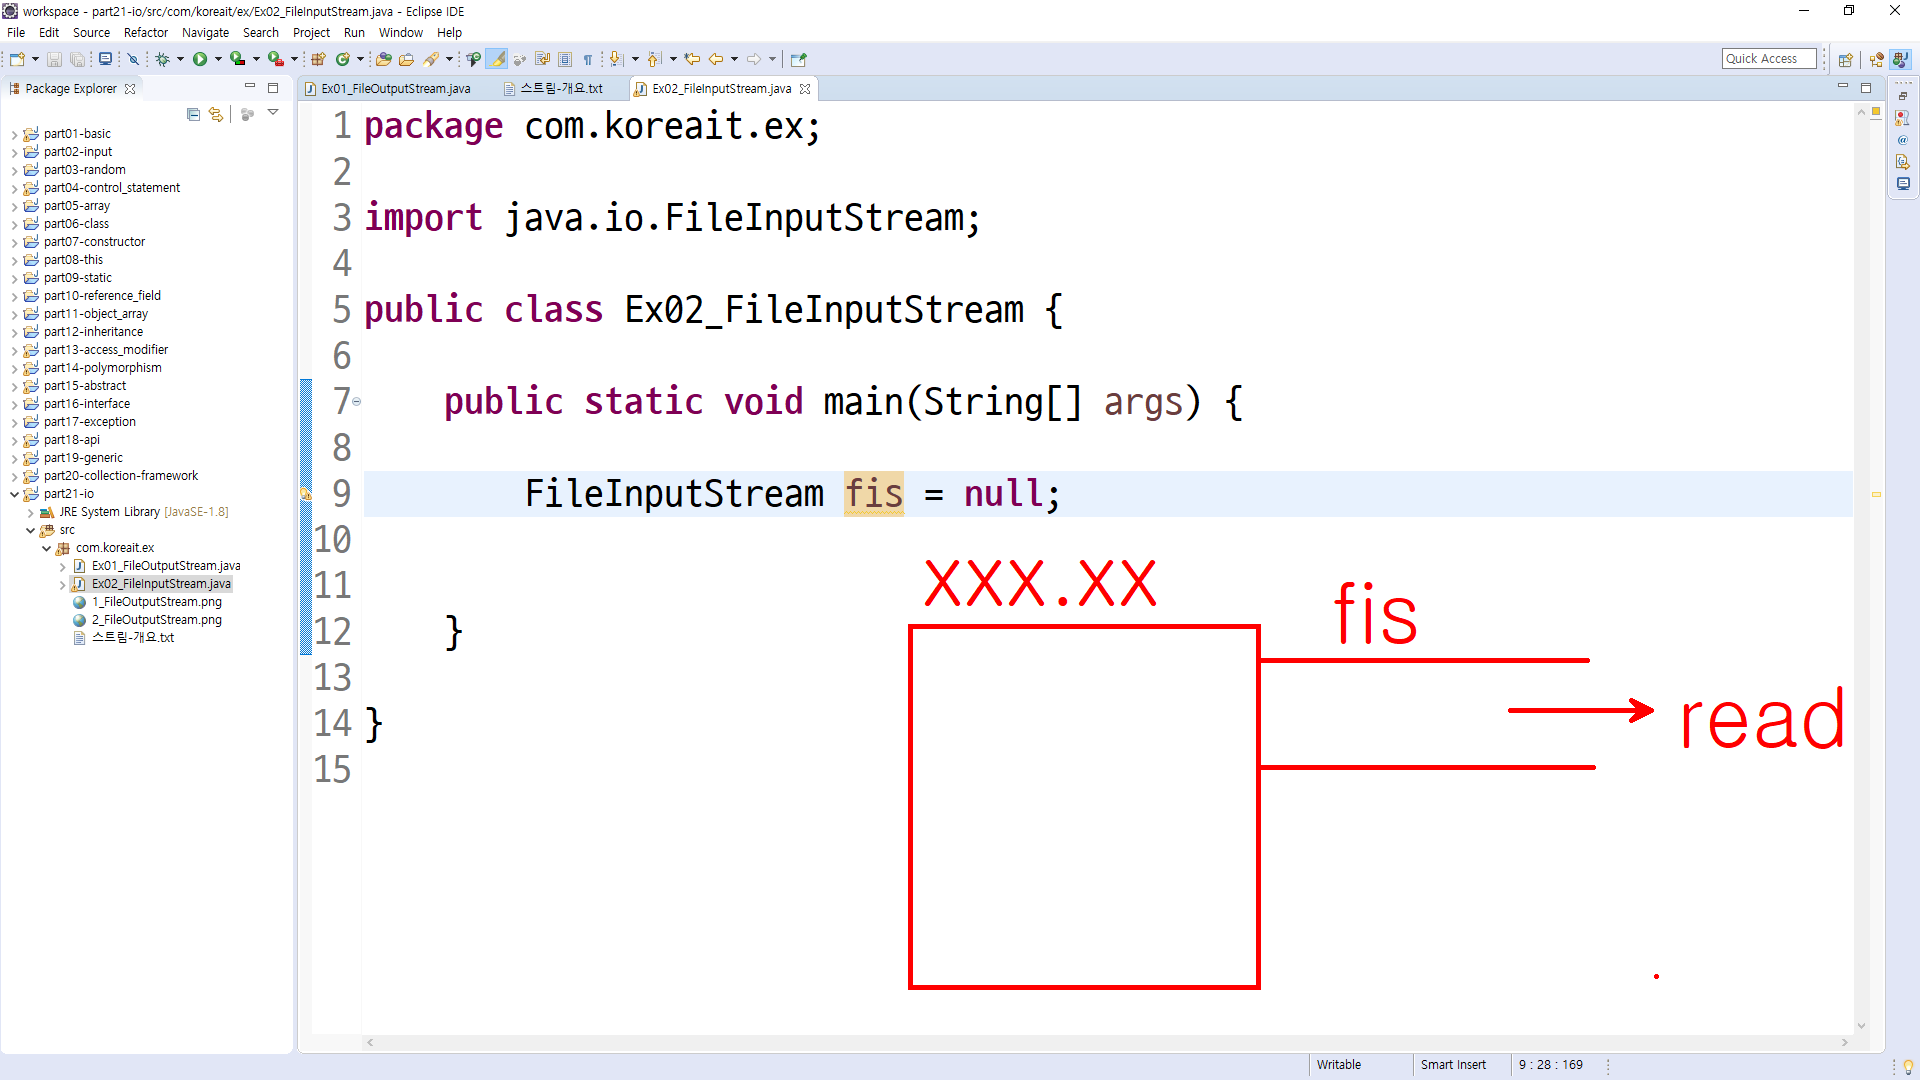 workspace - part21-io/src/com/koreait/ex/Ex02_FileInputStream.java - Eclipse IDE
File Edit Source Refactor Navigate Search Project Run Window Help
Quick Access
Package Explorer
Ex01_FileOutputStream.java 스트림-개요.txt Ex02_FileInputStream.java
part01-basic
part02-input
part03-random
part04-control_statement
part05-array
part06-class
part07-constructor
part08-this
part09-static
part10-reference_field
part11-object_array
part12-inheritance
part13-access_modifier
part14-polymorphism
part15-abstract
part16-interface
part17-exception
part18-api
part19-generic
part20-collection-framework
part21-io
JRE System Library [JavaSE-1.8]
src
com.koreait.ex
Ex01_FileOutputStream.java
Ex02_FileInputStream.java
1_FileOutputStream.png
2_FileOutputStream.png
스트림-개요.txt
1 package com.koreait.ex;
2
3 import java.io.FileInputStream;
4
5 public class Ex02_FileInputStream {
6
7 public static void main(String[] args) {
8
9 FileInputStream fis = null;
10
11
12 }
13
14 }
15
XXX.XX
fis
read
Writable Smart Insert 9 : 28 : 169